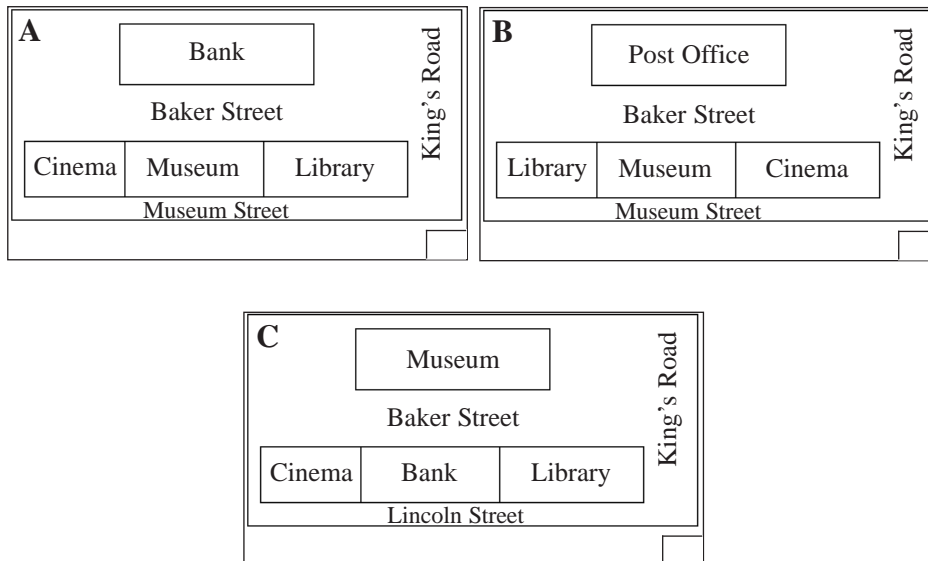 A
Bank
Baker Street
King's Road
Cinema Museum Library
Museum Street
B
Post Office
Baker Street
King's Road
Library Museum Cinema
Museum Street
C
Museum
Baker Street
King's Road
Cinema Bank Library
Lincoln Street